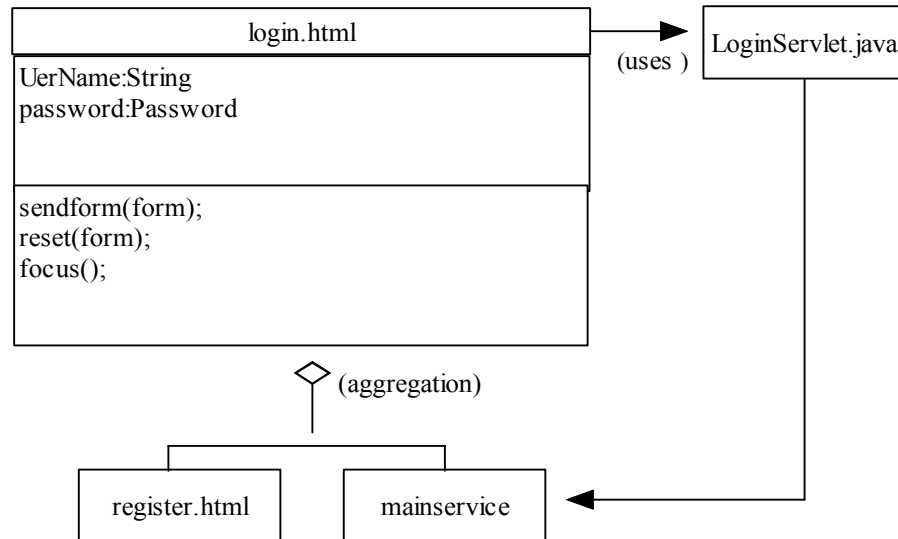 login.html
(uses )
LoginServlet.java
UerName:String
password:Password
sendform(form);
reset(form);
focus();
(aggregation)
register.html
mainservice